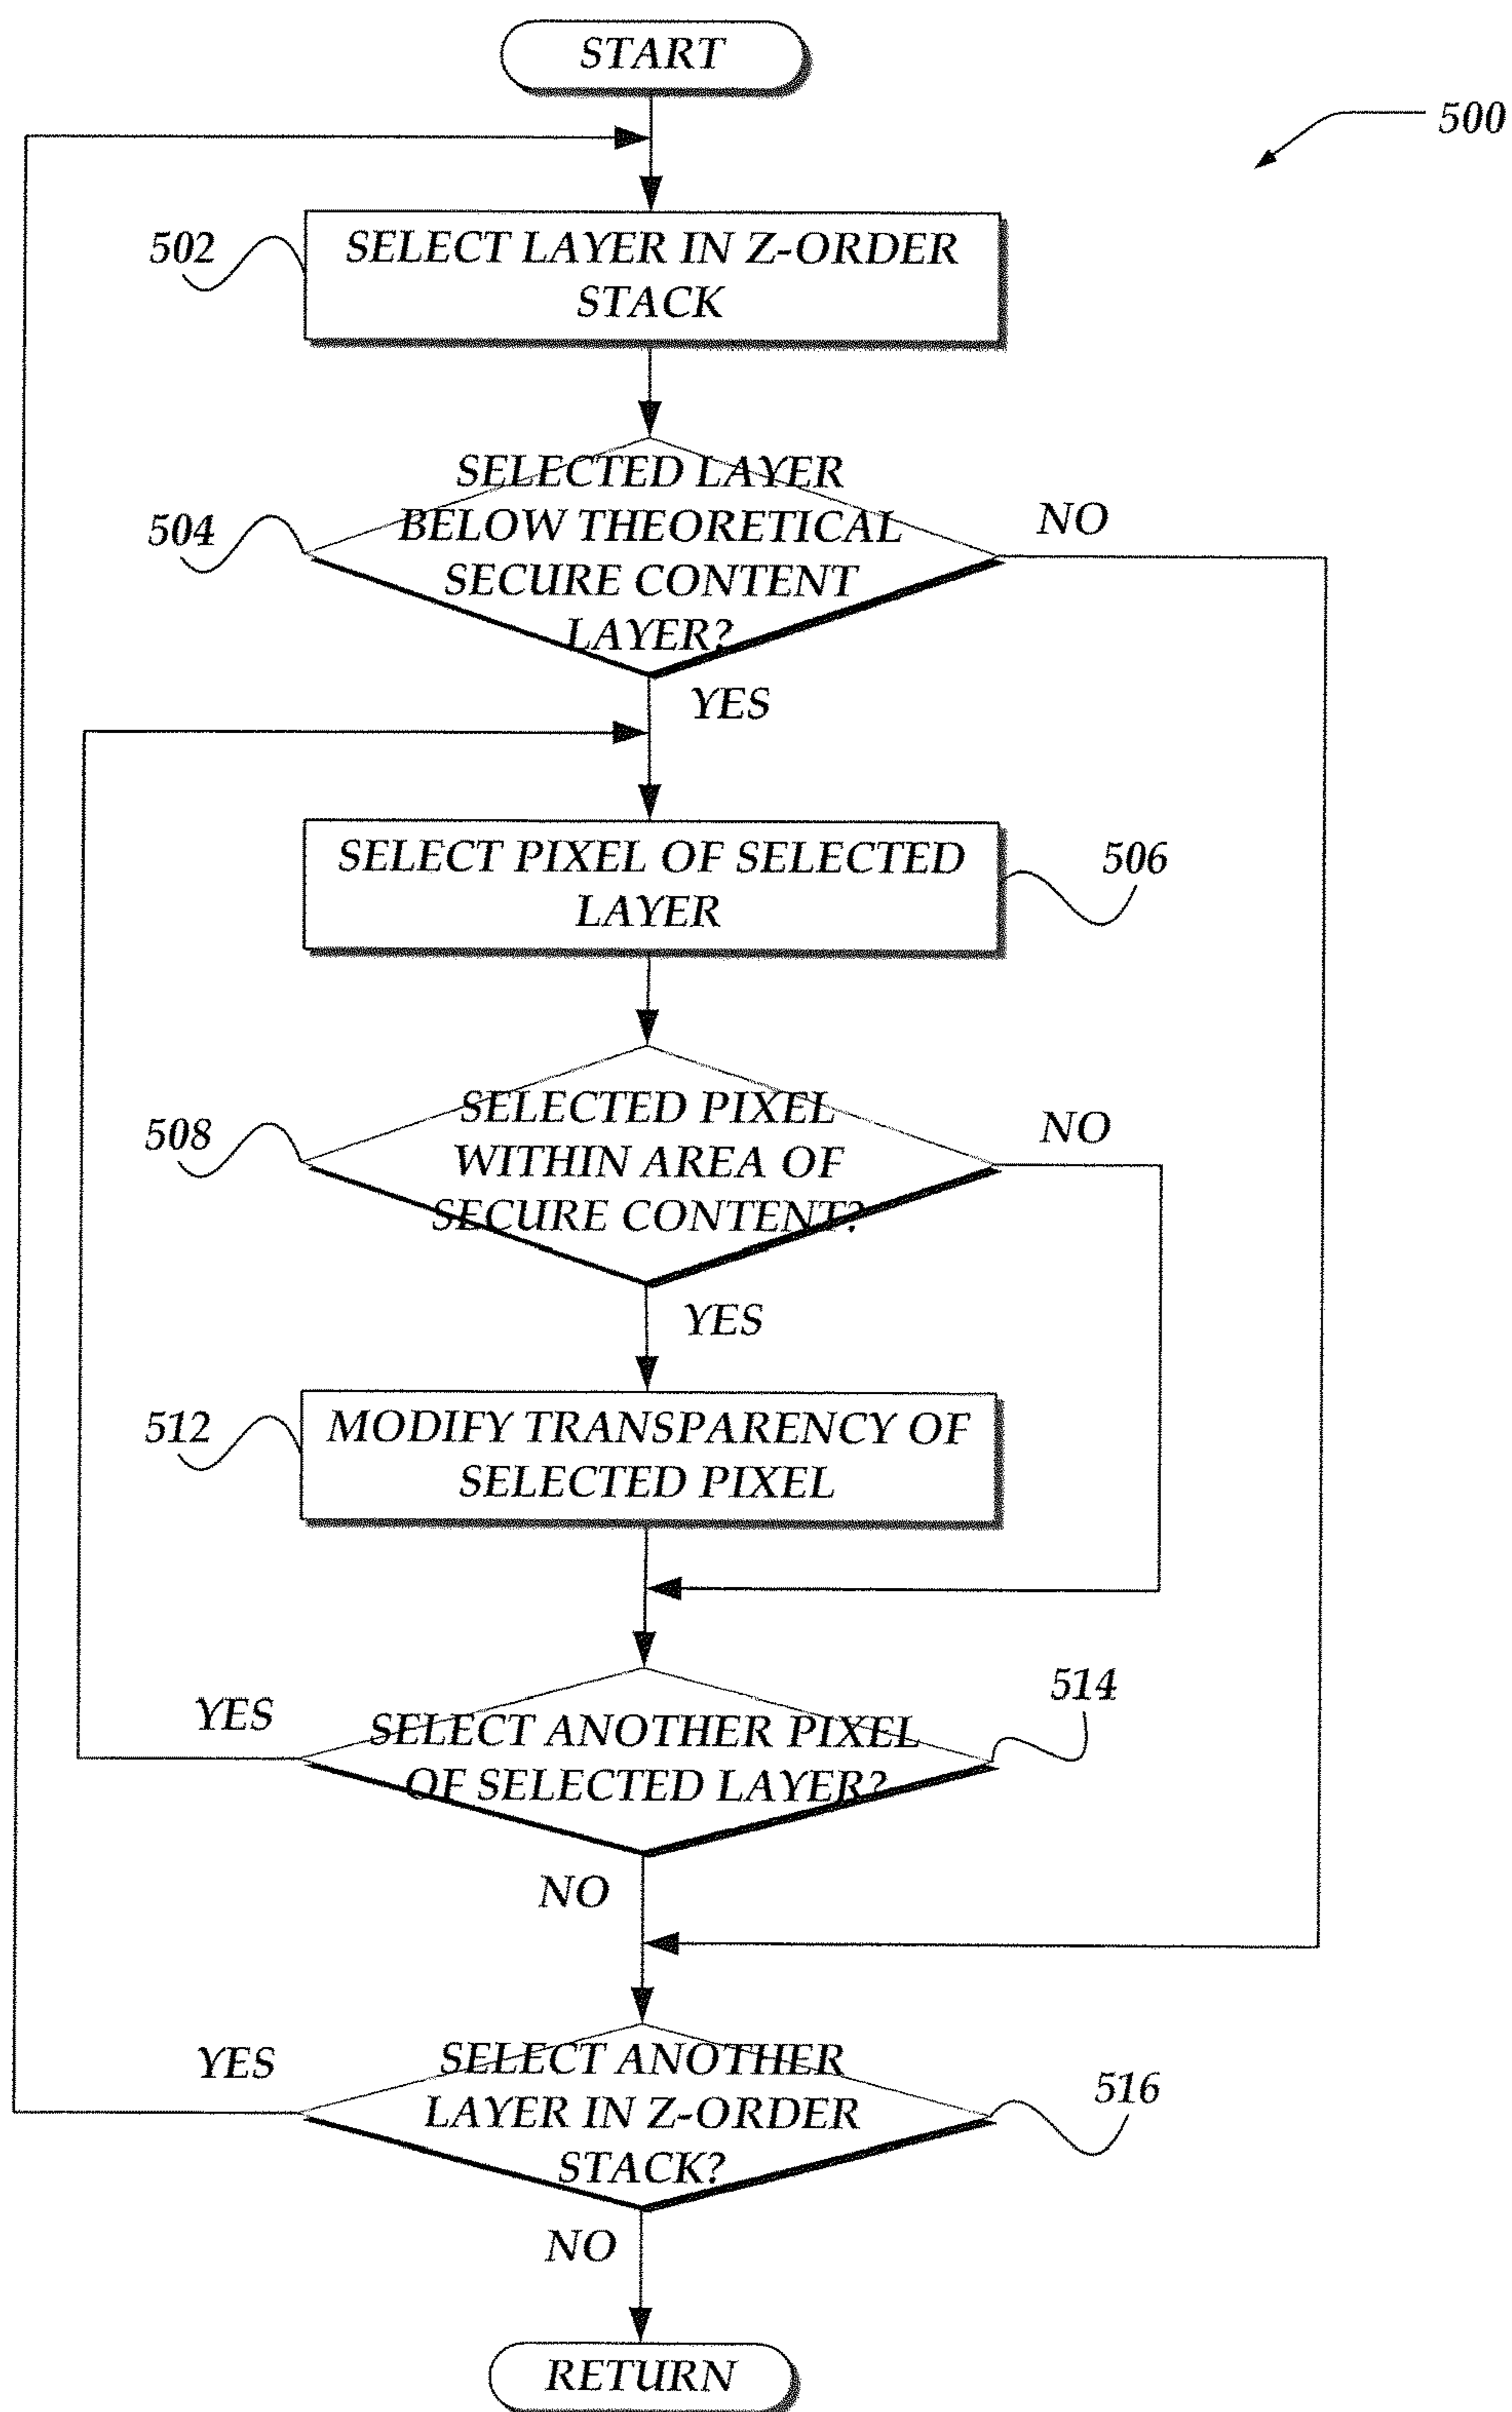 START
500
502
SELECT LAYER IN Z-ORDER
STACK
504
SELECTED LAYER
BELOW THEORETICAL
SECURE CONTENT
LAYER?
NO
YES
SELECT PIXEL OF SELECTED
LAYER
506
508
SELECTED PIXEL
WITHIN AREA OF
SECURE CONTENT?
NO
YES
512
MODIFY TRANSPARENCY OF
SELECTED PIXEL
514
YES
SELECT ANOTHER PIXEL
OF SELECTED LAYER?
NO
YES
SELECT ANOTHER
LAYER IN Z-ORDER
STACK?
516
NO
RETURN